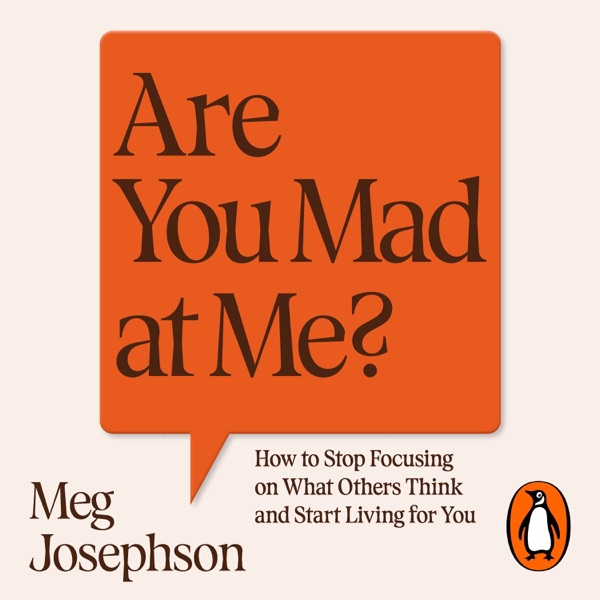 Are
You Mad
at Me?
How to Stop Focusing
on What Others Think
and Start Living for You
Meg
Josephson